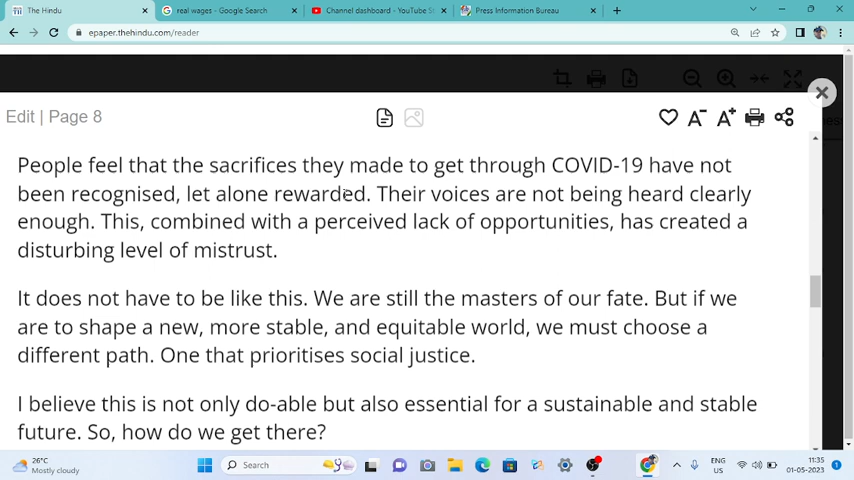 The Hindu
real wages - Google Search
Channel dashboard - YouTube St
Press Information Bureau
epaper.thehindu.com/reader
Edit | Page 8
A-
A+
People feel that the sacrifices they made to get through COVID-19 have not
been recognised, let alone rewarded. Their voices are not being heard clearly
enough. This, combined with a perceived lack of opportunities, has created a
disturbing level of mistrust.
It does not have to be like this. We are still the masters of our fate. But if we
are to shape a new, more stable, and equitable world, we must choose a
different path. One that prioritises social justice.
I believe this is not only do-able but also essential for a sustainable and stable
future. So, how do we get there?
26°C
Mostly cloudy
Search
ENG
US
11:35
01-05-2023